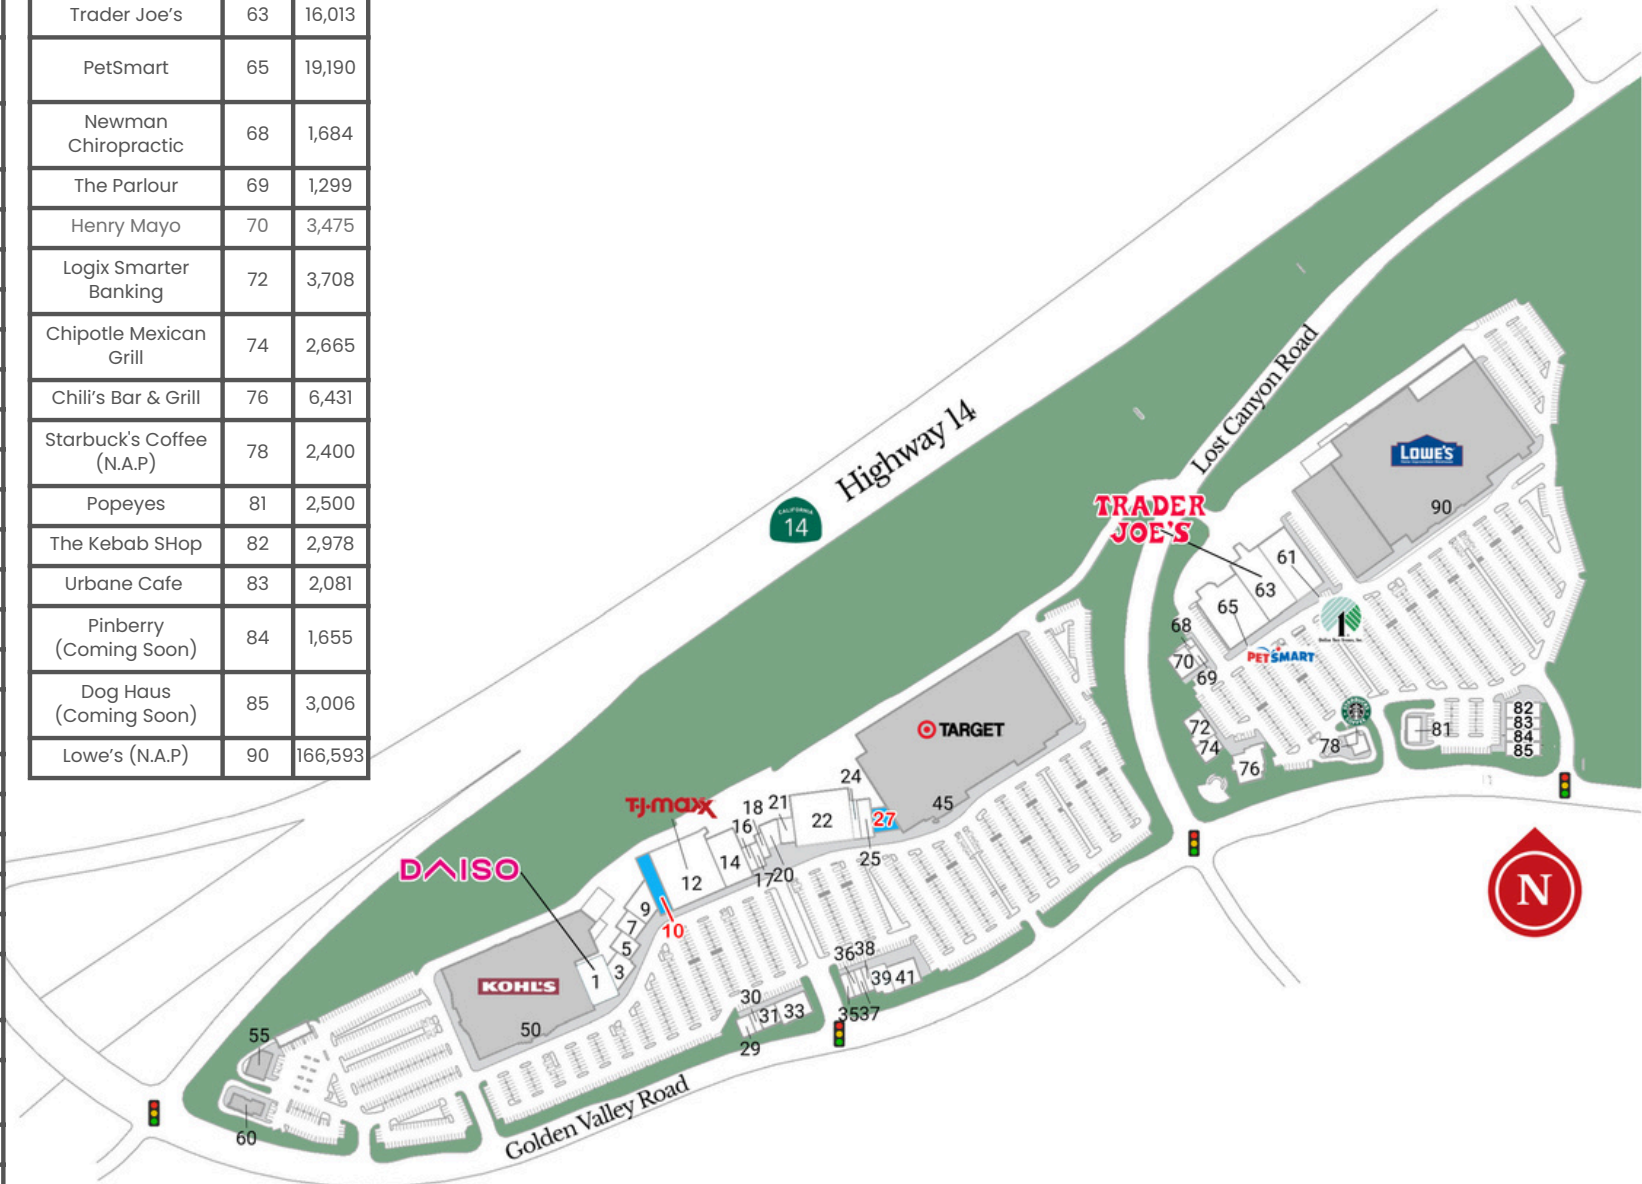 Trader Joe's 63 16,013
PetSmart 65 19,190
Newman
Chiropractic 68 1,684
The Parlour 69 1,299
Henry Mayo 70 3,475
Logix Smarter
Banking 72 3,708
Chipotle Mexican
Grill 74 2,665
Chili's Bar & Grill 76 6,431
Starbuck's Coffee
(N.A.P) 78 2,400
Popeyes 81 2,500
The Kebab SHop 82 2,978
Urbane Cafe 83 2,081
Pinberry
(Coming Soon) 84 1,655
Dog Haus
(Coming Soon) 85 3,006
Lowe's (N.A.P) 90 166,593
Highway 14
CALIFORNIA
14
Lost Canyon Road
LOWE'S
90
TRADER
JOE'S
61
63
65
68
PETSMART
70
69
72
74
76
78
81
82
83
84
85
TARGET
24
45
T.J.maxx
18
21
22
27
16
25
14
17
20
12
DAISO
9
10
7
5
3
1
KOHL'S
50
36
38
39
41
35
37
30
31
33
29
55
60
Golden Valley Road
N